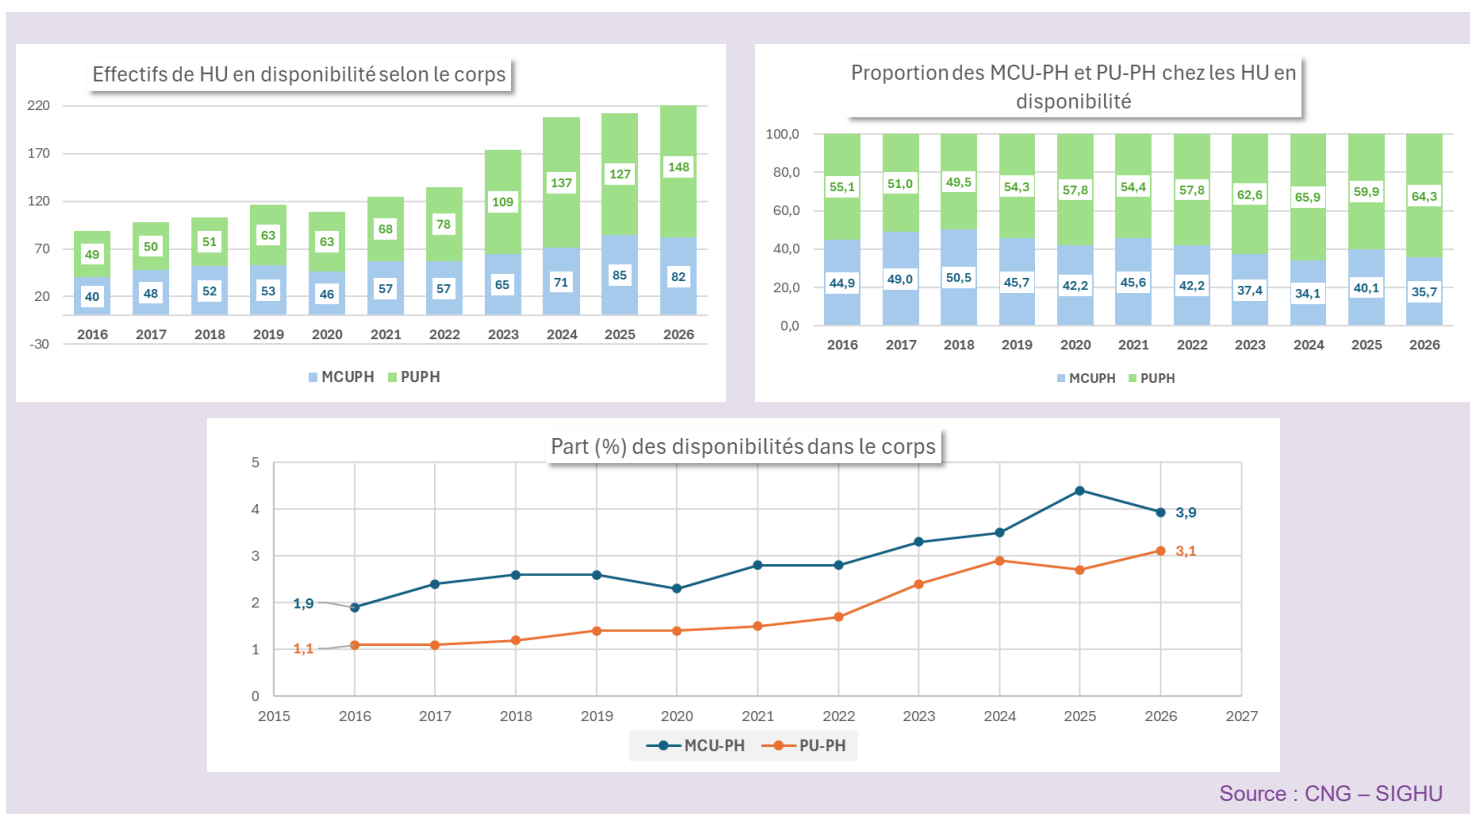 Effectifs de HU en disponibilité selon le corps
220
170
120
70
20
-30
49 50 51 63 63 68 78 109 137 127 148
40 48 52 53 46 57 57 65 71 85 82
2016 2017 2018 2019 2020 2021 2022 2023 2024 2025 2026
MCUPH PUPH
Proportion des MCU-PH et PU-PH chez les HU en
disponibilité
100,0
80,0
60,0
40,0
20,0
0,0
55,1 51,0 49,5 54,3 57,8 54,4 57,8 62,6 65,9 59,9 64,3
44,9 49,0 50,5 45,7 42,2 45,6 42,2 37,4 34,1 40,1 35,7
2016 2017 2018 2019 2020 2021 2022 2023 2024 2025 2026
MCUPH PUPH
Part (%) des disponibilités dans le corps
5
4
3
2
1
0
1,9
1,1
3,9
3,1
2015 2016 2017 2018 2019 2020 2021 2022 2023 2024 2025 2026 2027
MCU-PH PU-PH
Source : CNG – SIGHU